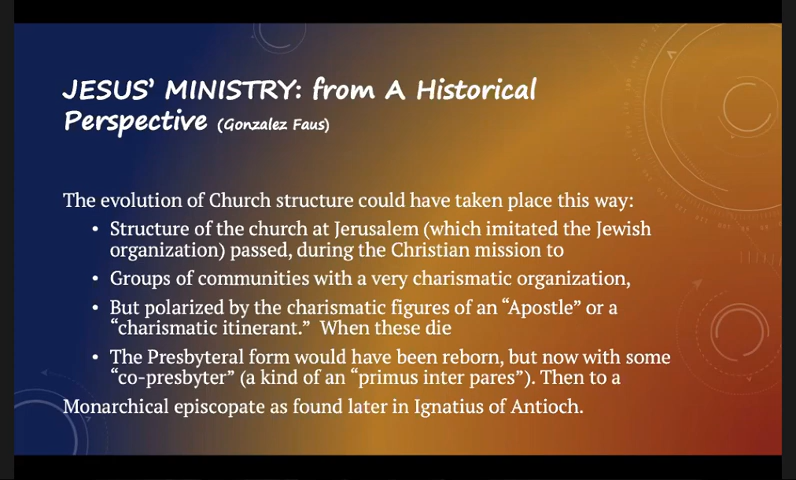 JESUS’ MINISTRY: from A Historical
Perspective (Gonzalez Faus)
The evolution of Church structure could have taken place this way:
• Structure of the church at Jerusalem (which imitated the Jewish
organization) passed, during the Christian mission to
• Groups of communities with a very charismatic organization,
• But polarized by the charismatic figures of an “Apostle” or a
“charismatic itinerant.”  When these die
• The Presbyteral form would have been reborn, but now with some
“co-presbyter” (a kind of an “primus inter pares”). Then to a
Monarchical episcopate as found later in Ignatius of Antioch.